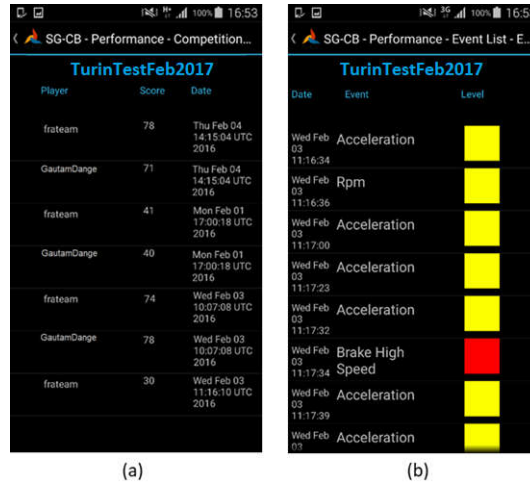 100% 16:53
SG-CB - Performance - Competition...
TurinTestFeb2017
Player Score Date
frateam 78 Thu Feb 04
14:15:04 UTC
2016
GautamDange 71 Thu Feb 04
14:15:04 UTC
2016
frateam 41 Mon Feb 01
17:00:18 UTC
2016
GautamDange 40 Mon Feb 01
17:00:18 UTC
2016
frateam 74 Wed Feb 03
10:07:08 UTC
2016
GautamDange 78 Wed Feb 03
10:07:08 UTC
2016
frateam 30 Wed Feb 03
11:16:10 UTC
2016
(a)
3G 100% 16:5
SG-CB - Performance - Event List - E...
TurinTestFeb2017
Date Event Level
Wed Feb
03
11:16:34 Acceleration
Wed Feb
03
11:16:36 Rpm
Wed Feb
03
11:17:00 Acceleration
Wed Feb
03
11:17:23 Acceleration
Wed Feb
03
11:17:32 Acceleration
Wed Feb
03
11:17:34 Brake High
Speed
Wed Feb
03
11:17:39 Acceleration
Wed Feb
03 Acceleration
(b)